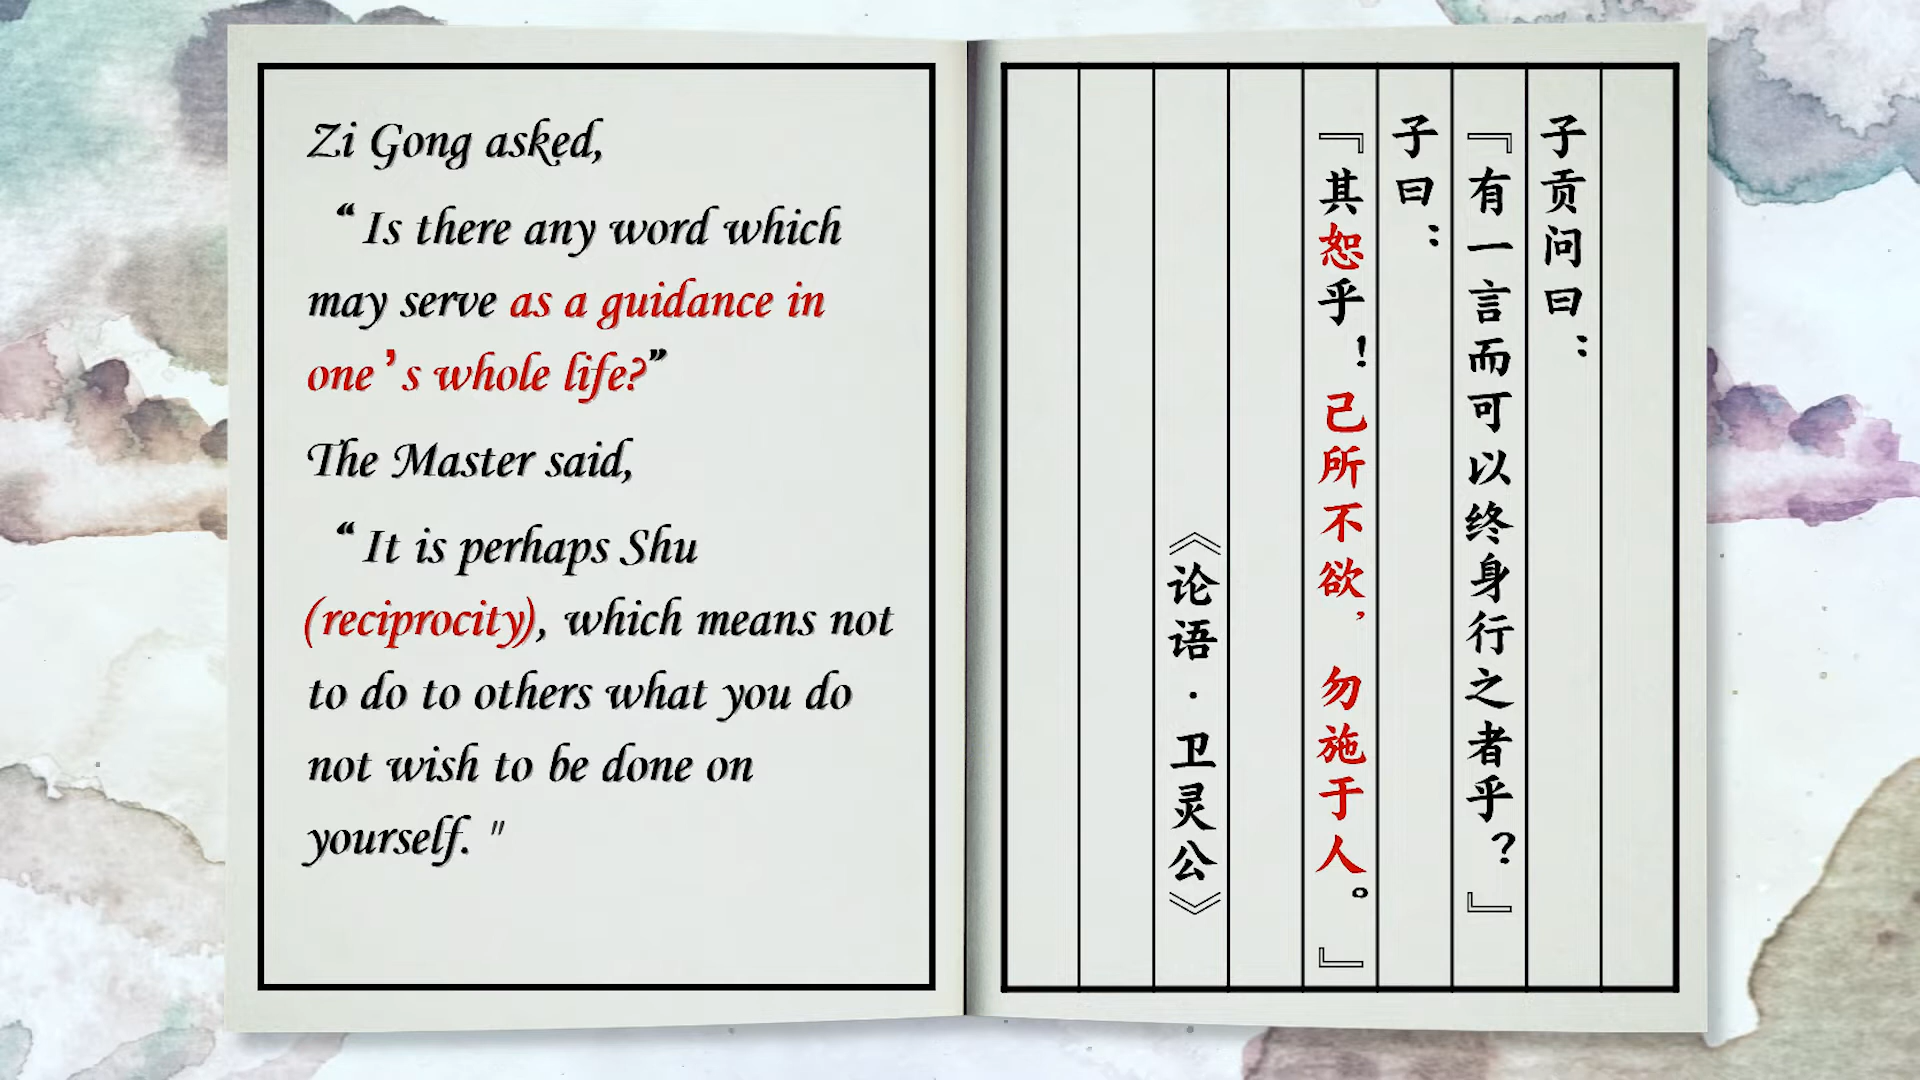 Zi Gong asked,
“Is there any word which
may serve as a guidance in
one’s whole life?”
The Master said,
“It is perhaps Shu
(reciprocity), which means not
to do to others what you do
not wish to be done on
yourself. "
子贡问曰：
『有一言而可以终身行之者乎？』
子曰：
『其恕乎！己所不欲，勿施于人。』
《论语·卫灵公》